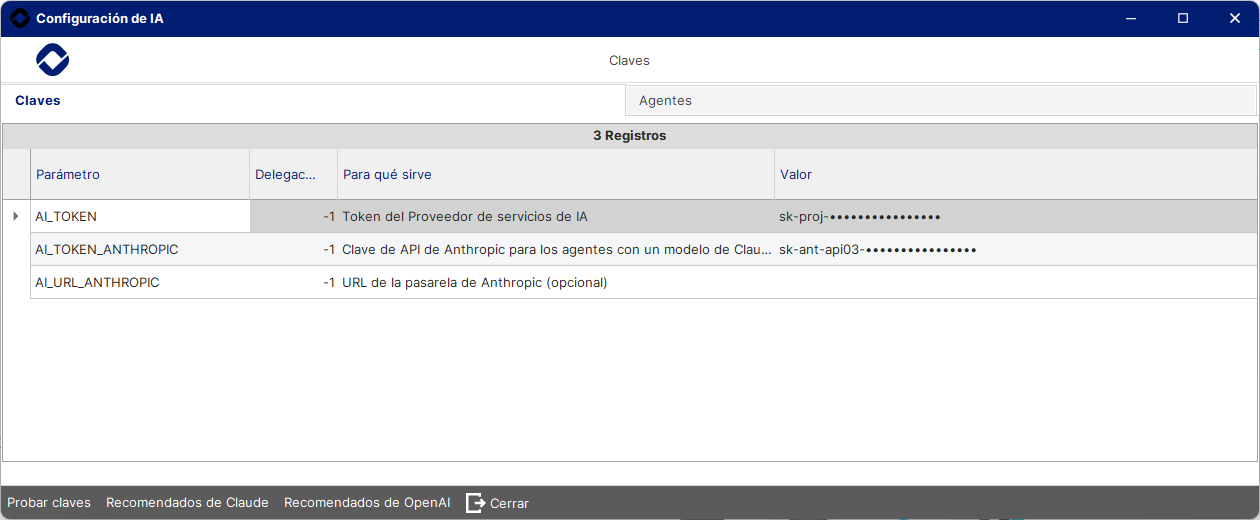 Configuración de IA
Claves
Claves
Agentes
3 Registros
Parámetro Delegac... Para qué sirve Valor
AI_TOKEN -1 Token del Proveedor de servicios de IA sk-proj-••••••••••••••••
AI_TOKEN_ANTHROPIC -1 Clave de API de Anthropic para los agentes con un modelo de Clau... sk-ant-api03-••••••••••••••••
AI_URL_ANTHROPIC -1 URL de la pasarela de Anthropic (opcional)
Probar claves Recomendados de Claude Recomendados de OpenAI Cerrar